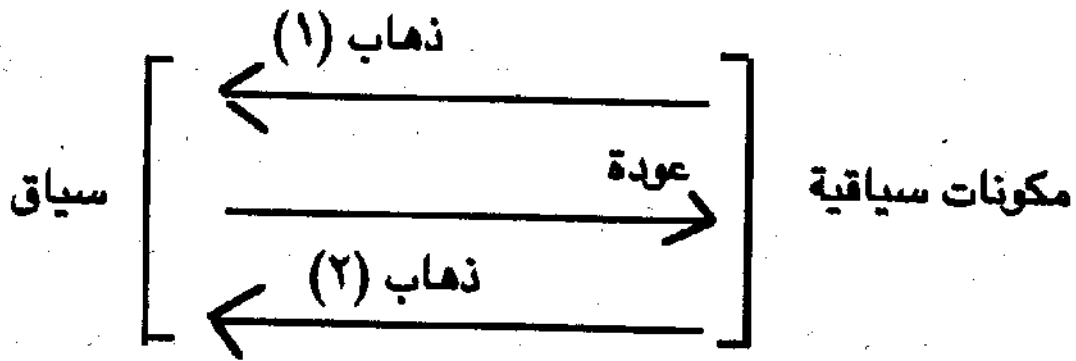 ذهاب (١)
عودة
مكونات سياقية
سياق
ذهاب (٢)